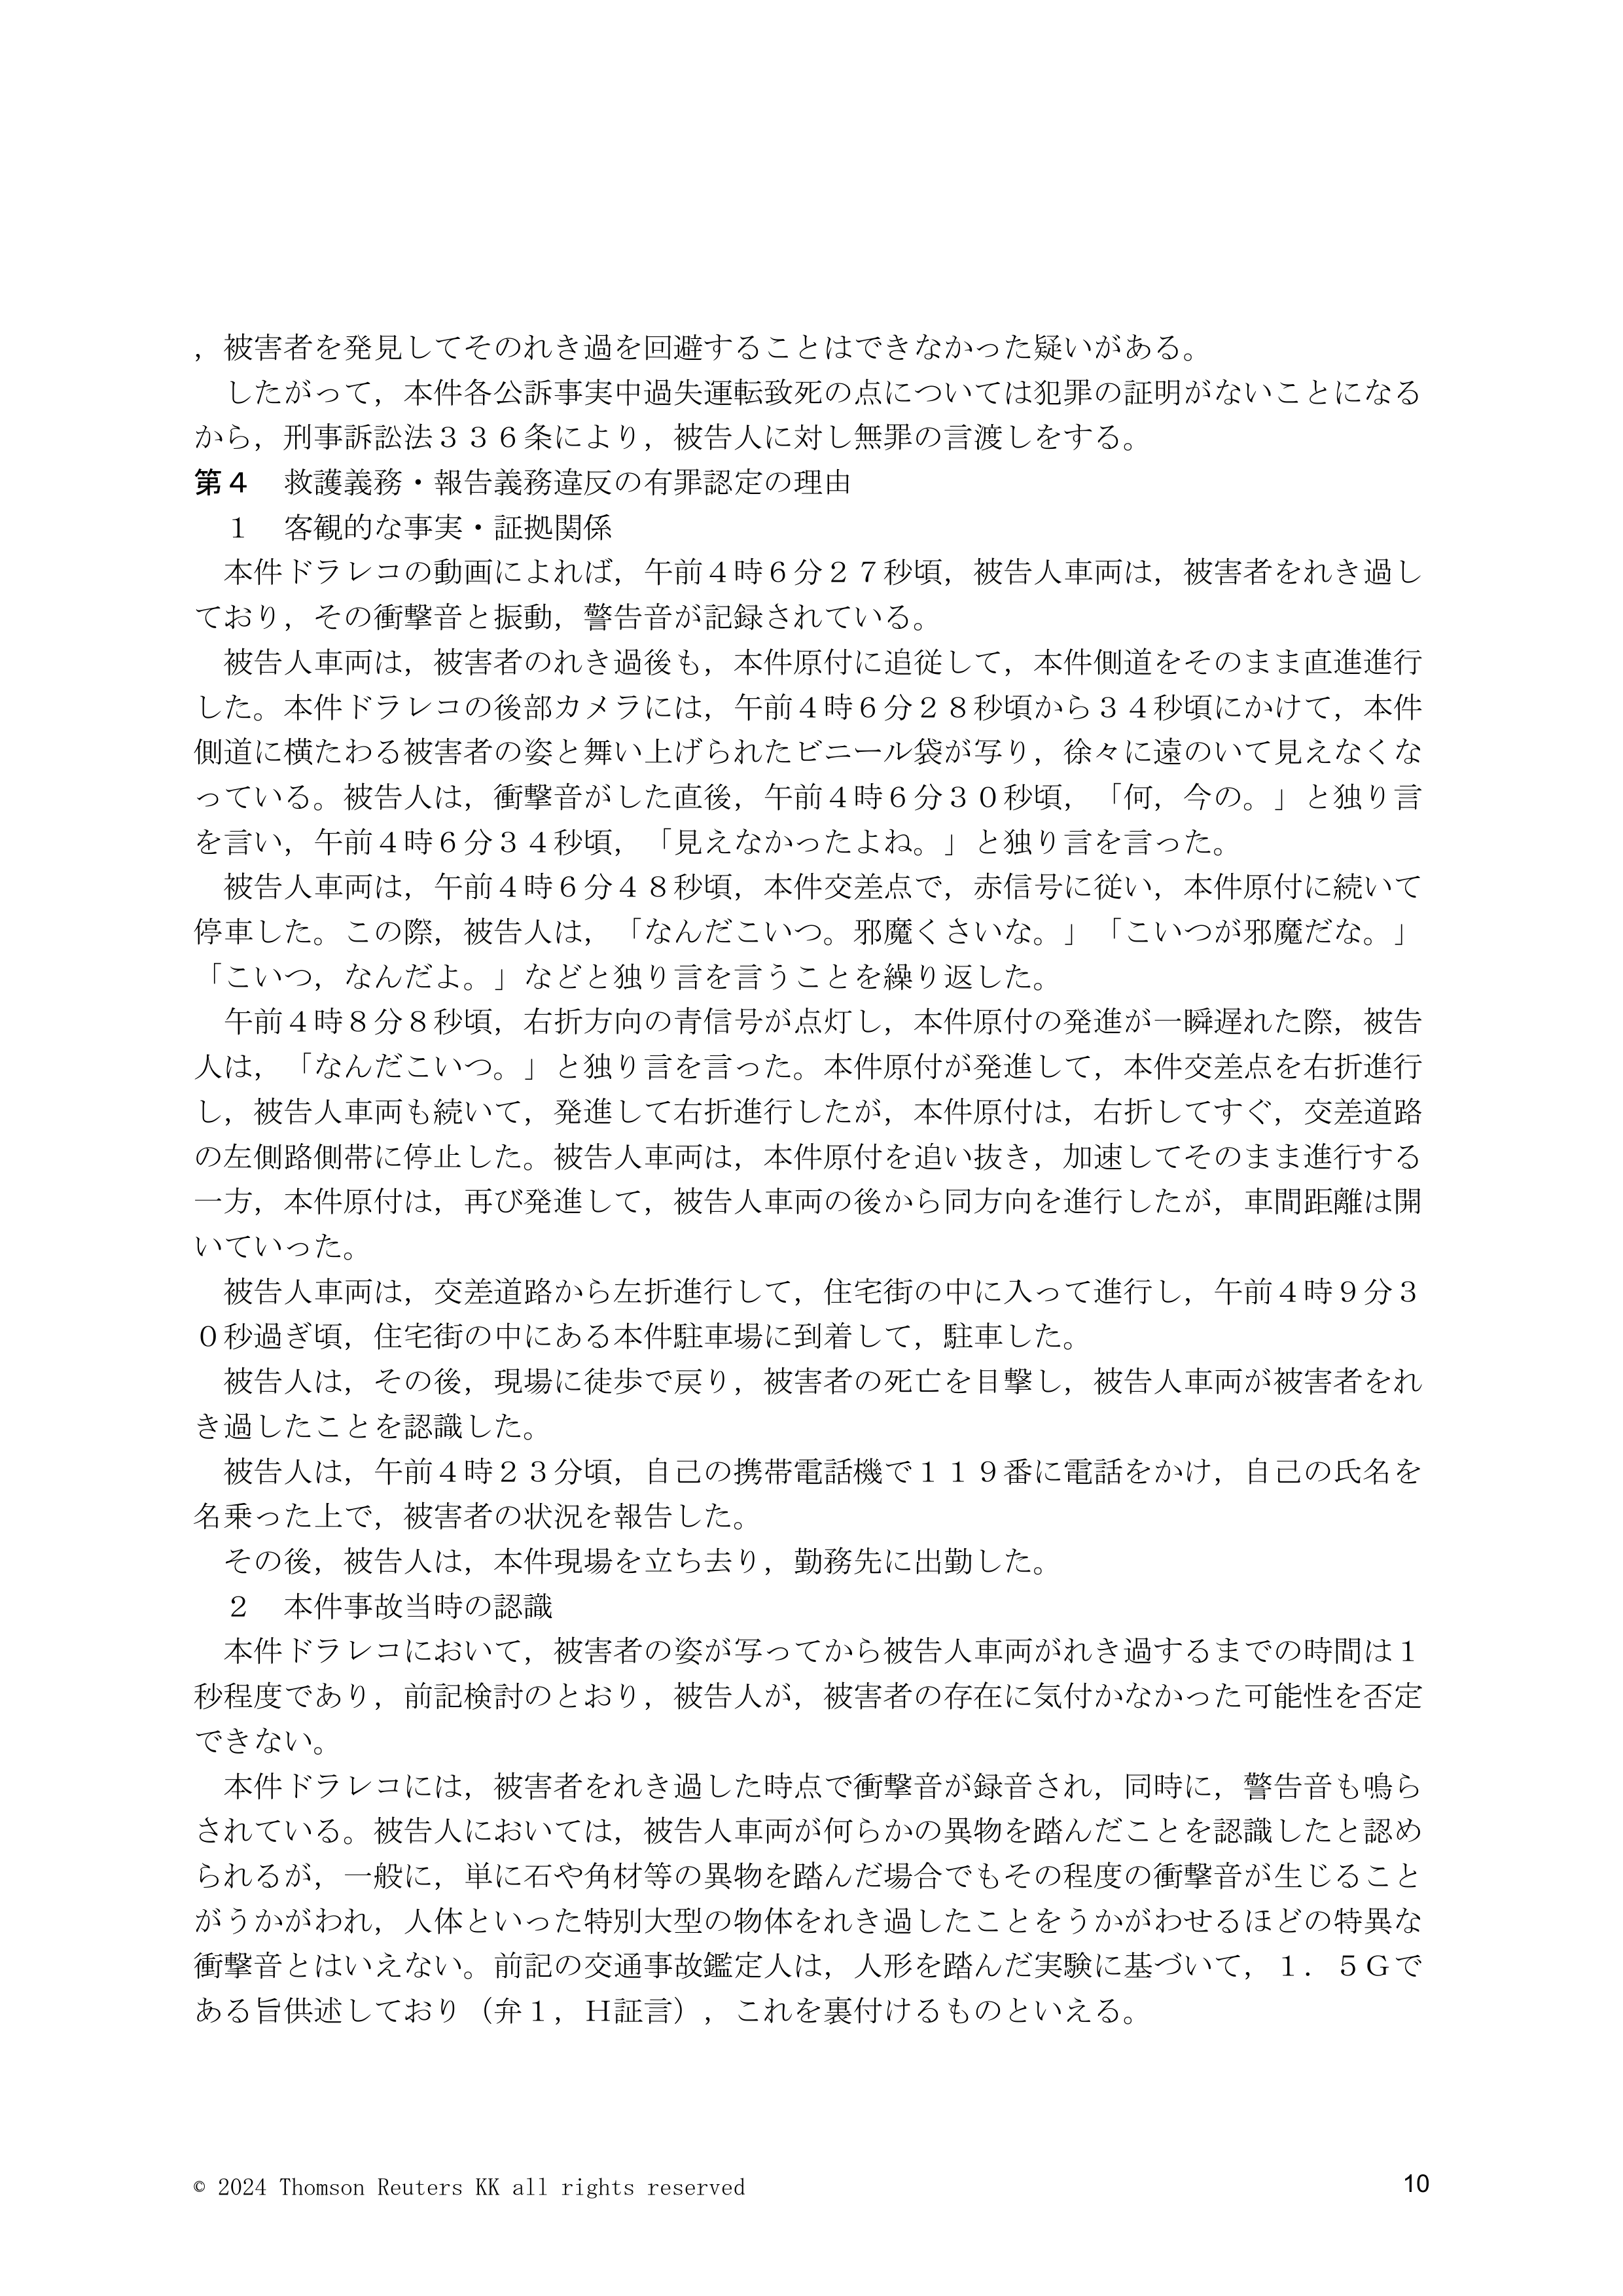 ，被害者を発見してそのれき過を回避することはできなかった疑いがある。
したがって，本件各公訴事実中過失運転致死の点については犯罪の証明がないことになる
から，刑事訴訟法３３６条により，被告人に対し無罪の言渡しをする。
第４　救護義務・報告義務違反の有罪認定の理由
１　客観的な事実・証拠関係
本件ドラレコの動画によれば，午前４時６分２７秒頃，被告人車両は，被害者をれき過し
ており，その衝撃音と振動，警告音が記録されている。
被告人車両は，被害者のれき過後も，本件原付に追従して，本件側道をそのまま直進進行
した。本件ドラレコの後部カメラには，午前４時６分２８秒頃から３４秒頃にかけて，本件
側道に横たわる被害者の姿と舞い上げられたビニール袋が写り，徐々に遠のいて見えなくな
っている。被告人は，衝撃音がした直後，午前４時６分３０秒頃，「何，今の。」と独り言
を言い，午前４時６分３４秒頃，「見えなかったよね。」と独り言を言った。
被告人車両は，午前４時６分４８秒頃，本件交差点で，赤信号に従い，本件原付に続いて
停車した。この際，被告人は，「なんだこいつ。邪魔くさいな。」「こいつが邪魔だな。」
「こいつ，なんだよ。」などと独り言を言うことを繰り返した。
午前４時８分８秒頃，右折方向の青信号が点灯し，本件原付の発進が一瞬遅れた際，被告
人は，「なんだこいつ。」と独り言を言った。本件原付が発進して，本件交差点を右折進行
し，被告人車両も続いて，発進して右折進行したが，本件原付は，右折してすぐ，交差道路
の左側路側帯に停止した。被告人車両は，本件原付を追い抜き，加速してそのまま進行する
一方，本件原付は，再び発進して，被告人車両の後から同方向を進行したが，車間距離は開
いていった。
被告人車両は，交差道路から左折進行して，住宅街の中に入って進行し，午前４時９分３
０秒過ぎ頃，住宅街の中にある本件駐車場に到着して，駐車した。
被告人は，その後，現場に徒歩で戻り，被害者の死亡を目撃し，被告人車両が被害者をれ
き過したことを認識した。
被告人は，午前４時２３分頃，自己の携帯電話機で１１９番に電話をかけ，自己の氏名を
名乗った上で，被害者の状況を報告した。
その後，被告人は，本件現場を立ち去り，勤務先に出勤した。
２　本件事故当時の認識
本件ドラレコにおいて，被害者の姿が写ってから被告人車両がれき過するまでの時間は１
秒程度であり，前記検討のとおり，被告人が，被害者の存在に気付かなかった可能性を否定
できない。
本件ドラレコには，被害者をれき過した時点で衝撃音が録音され，同時に，警告音も鳴ら
されている。被告人においては，被告人車両が何らかの異物を踏んだことを認識したと認め
られるが，一般に，単に石や角材等の異物を踏んだ場合でもその程度の衝撃音が生じること
がうかがわれ，人体といった特別大型の物体をれき過したことをうかがわせるほどの特異な
衝撃音とはいえない。前記の交通事故鑑定人は，人形を踏んだ実験に基づいて，１．５Ｇで
ある旨供述しており（弁１，Ｈ証言），これを裏付けるものといえる。
© 2024 Thomson Reuters KK all rights reserved
10